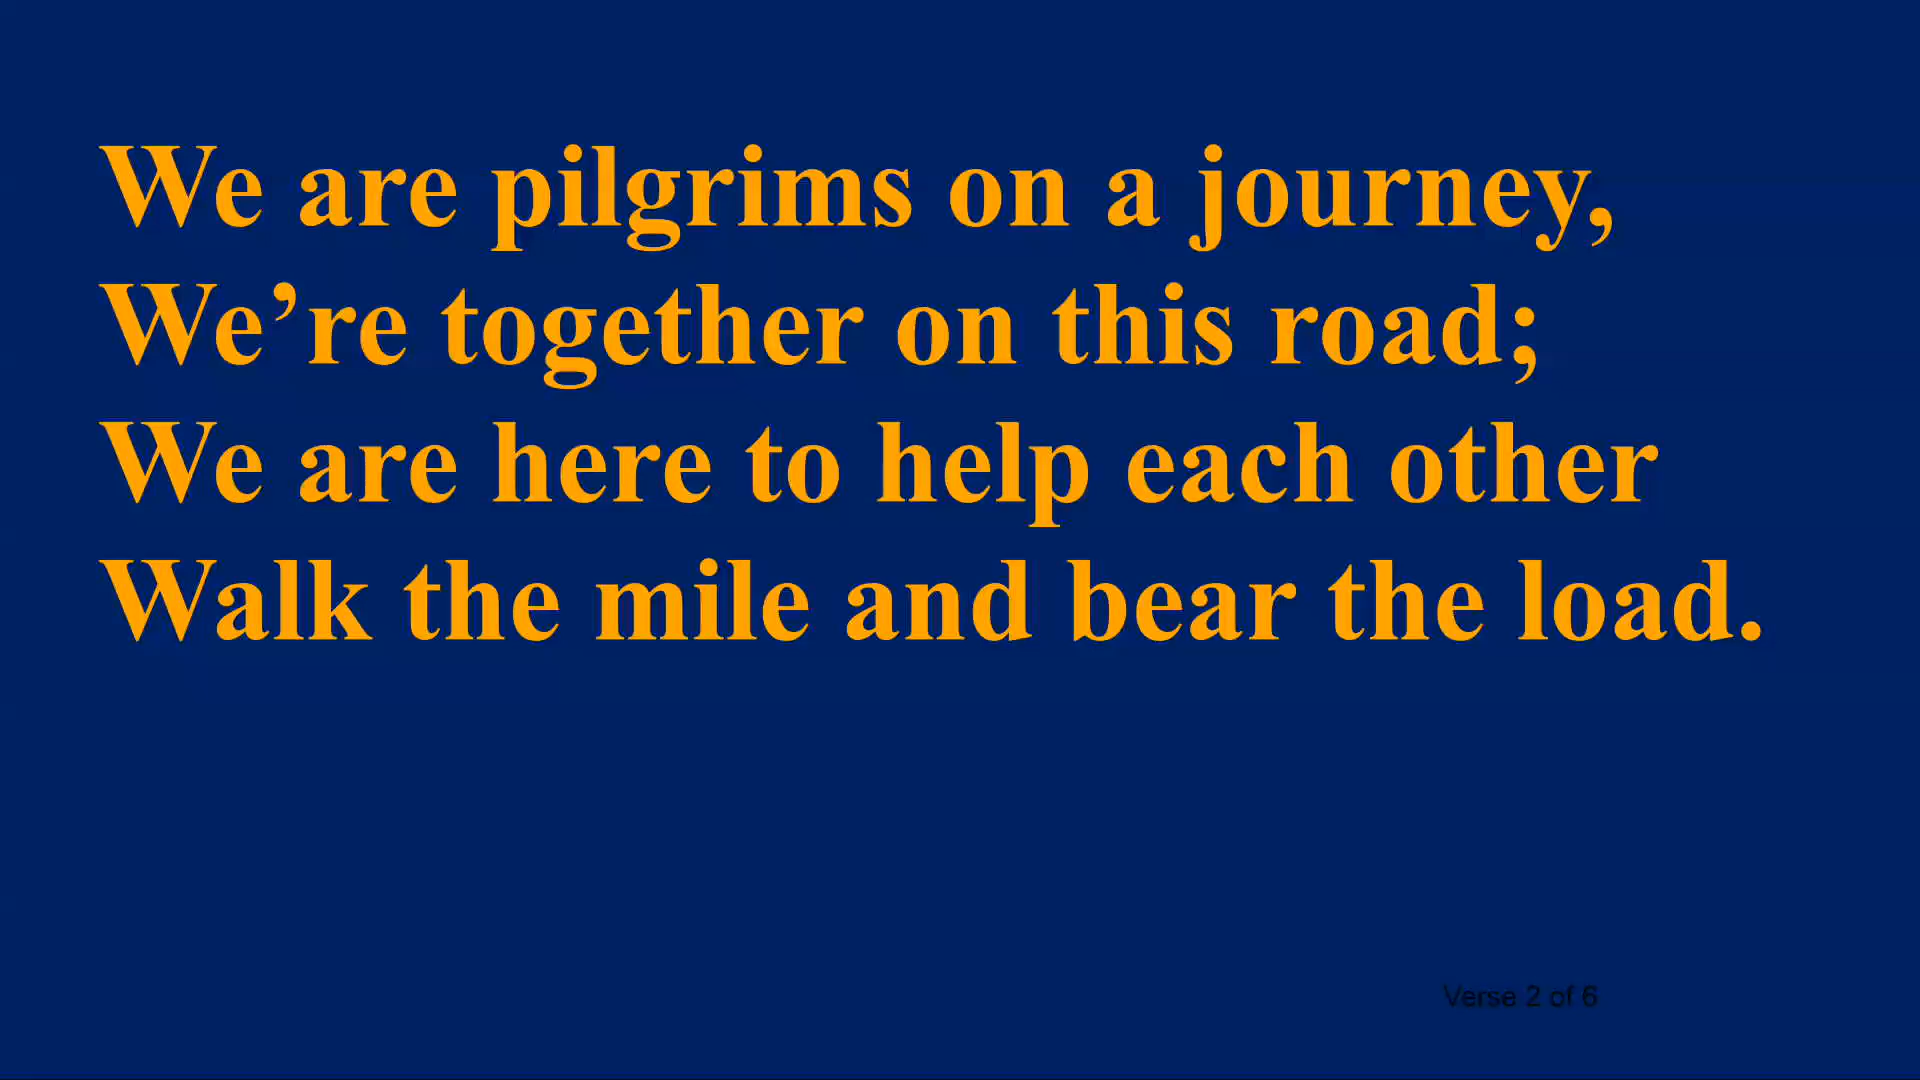 We are pilgrims on a journey,
We’re together on this road;
We are here to help each other
Walk the mile and bear the load.
Verse 2 of 6